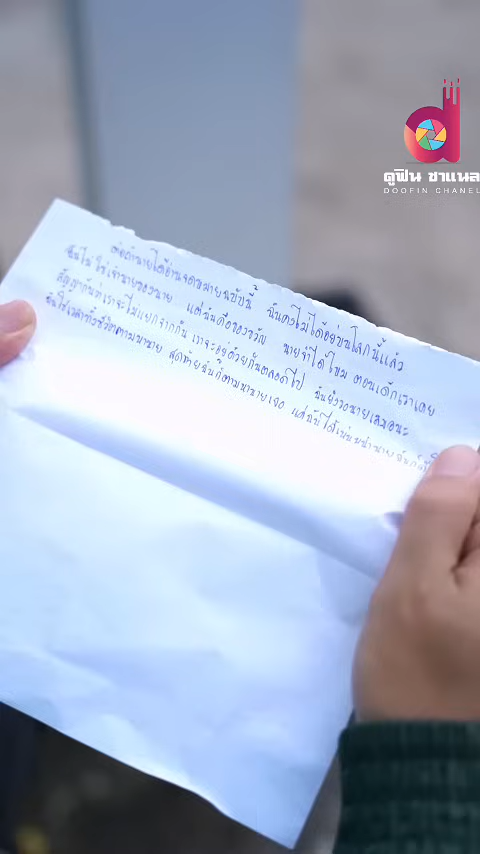 ดูฟิน ชาแนล
DOOFIN CHANEL
ต่อถ้านายได้อ่านจดหมายฉบับนี้ ฉันคงไม่ได้อยู่บนโลกนี้แล้ว
ฉันไม่ใช่เจ้านายของนาย แต่ฉันคือของขวัญ นายจำได้ไหม ตอนเด็กเราเคย
สัญญากันว่าเราจะไม่แยกจากกัน เราจะอยู่ด้วยกันตลอดไป ฉันยังรอนายเสมอนะ
ฉันใช้เวลาทั้งชีวิตตามหานาย สุดท้ายฉันก็ตามหานายเจอ แค่ฉันได้